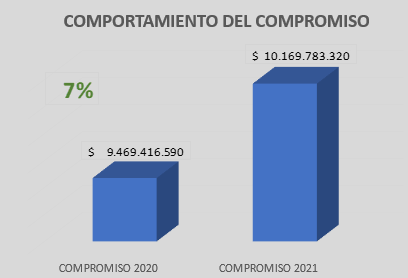 COMPORTAMIENTO DEL COMPROMISO
$ 10.169.783.320
7%
$ 9.469.416.590
COMPROMISO 2020
COMPROMISO 2021